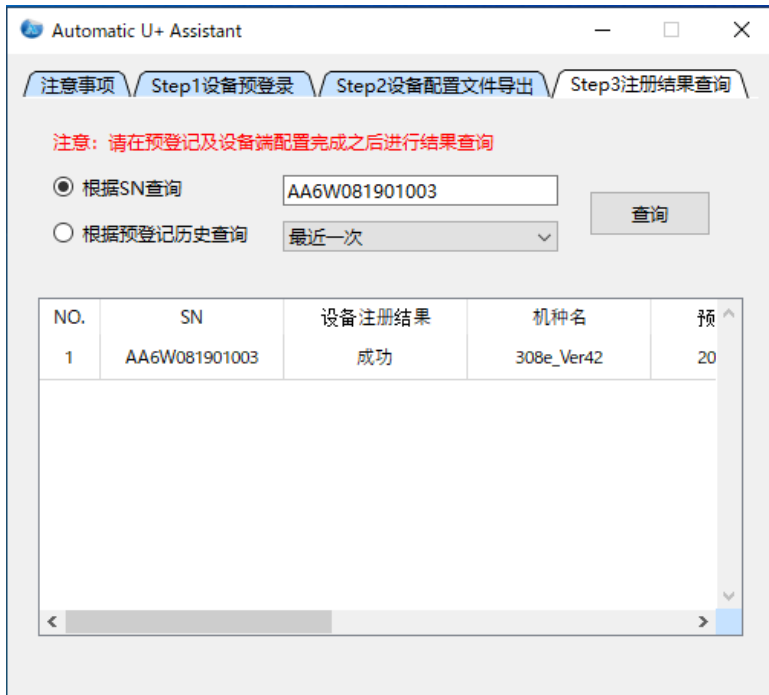 Automatic U+ Assistant
注意事项 Step1设备预登录 Step2设备配置文件导出 Step3注册结果查询
注意：请在预登记及设备端配置完成之后进行结果查询
根据SN查询 AA6W081901003
查询
根据预登记历史查询 最近一次
NO. SN 设备注册结果 机种名 预
1 AA6W081901003 成功 308e_Ver42 20